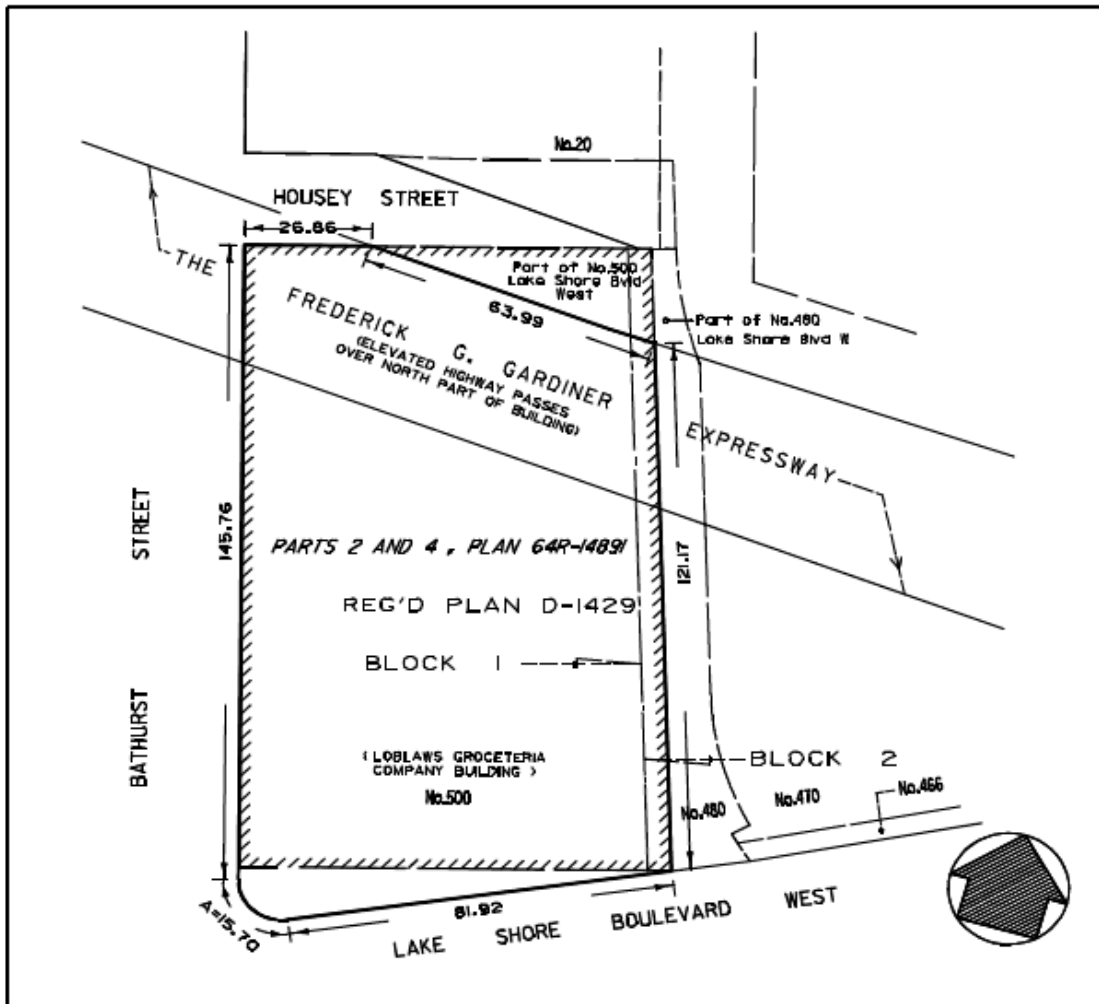 No.20
HOUSEY STREET
26.86
THE
Part of No.500
Lake Shore Blvd
West
63.99
Part of No.480
Lake Shore Blvd W
FREDERICK G. GARDINER
(ELEVATED HIGHWAY PASSES
OVER NORTH PART OF BUILDING)
EXPRESSWAY
145.76
121.17
BATHURST STREET
PARTS 2 AND 4 , PLAN 64R-14891
REG'D PLAN D-1429
BLOCK 1
BLOCK 2
( LOBLAWS GROCETERIA
COMPANY BUILDING )
No.500
No.480
No.470
No.466
A=15.70
81.92
LAKE SHORE BOULEVARD WEST